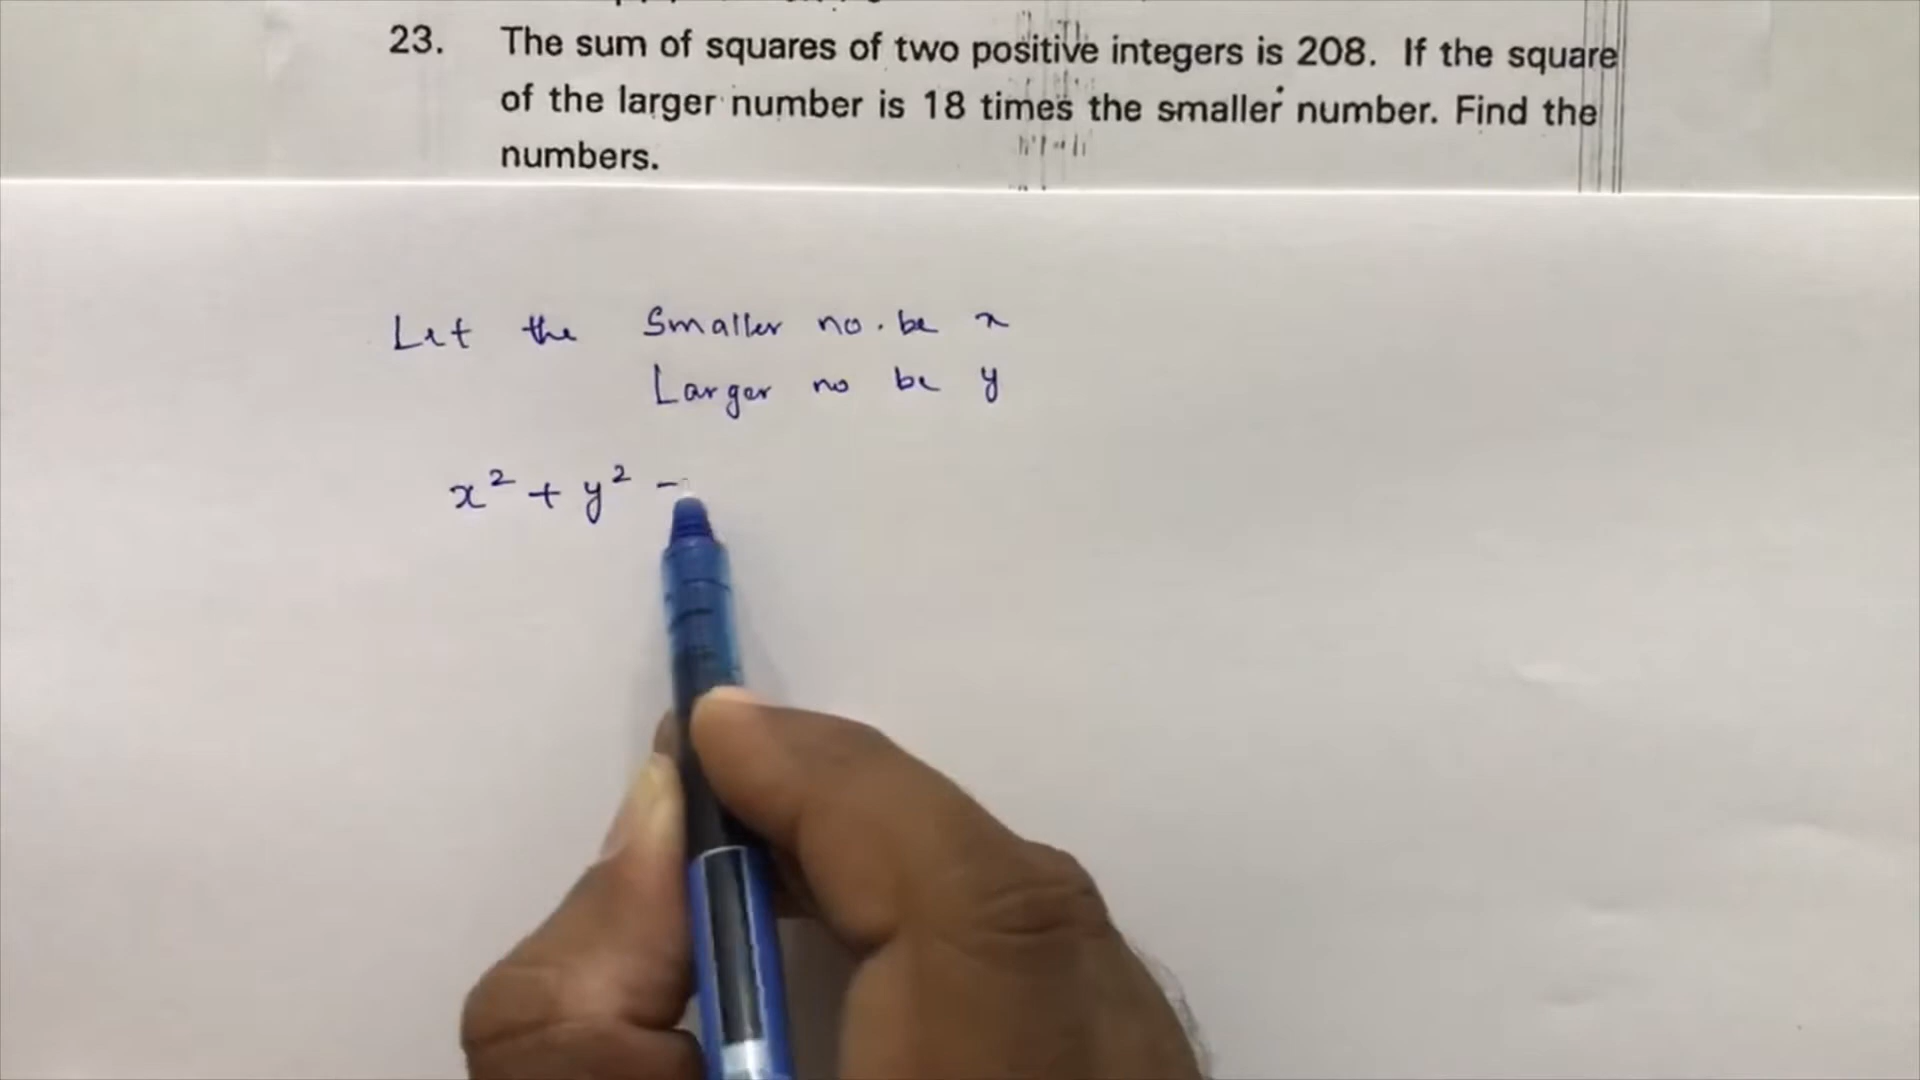 23. The sum of squares of two positive integers is 208. If the square
of the larger number is 18 times the smaller number. Find the
numbers.
Let the Smaller no. be x
Larger no be y
x² + y² -